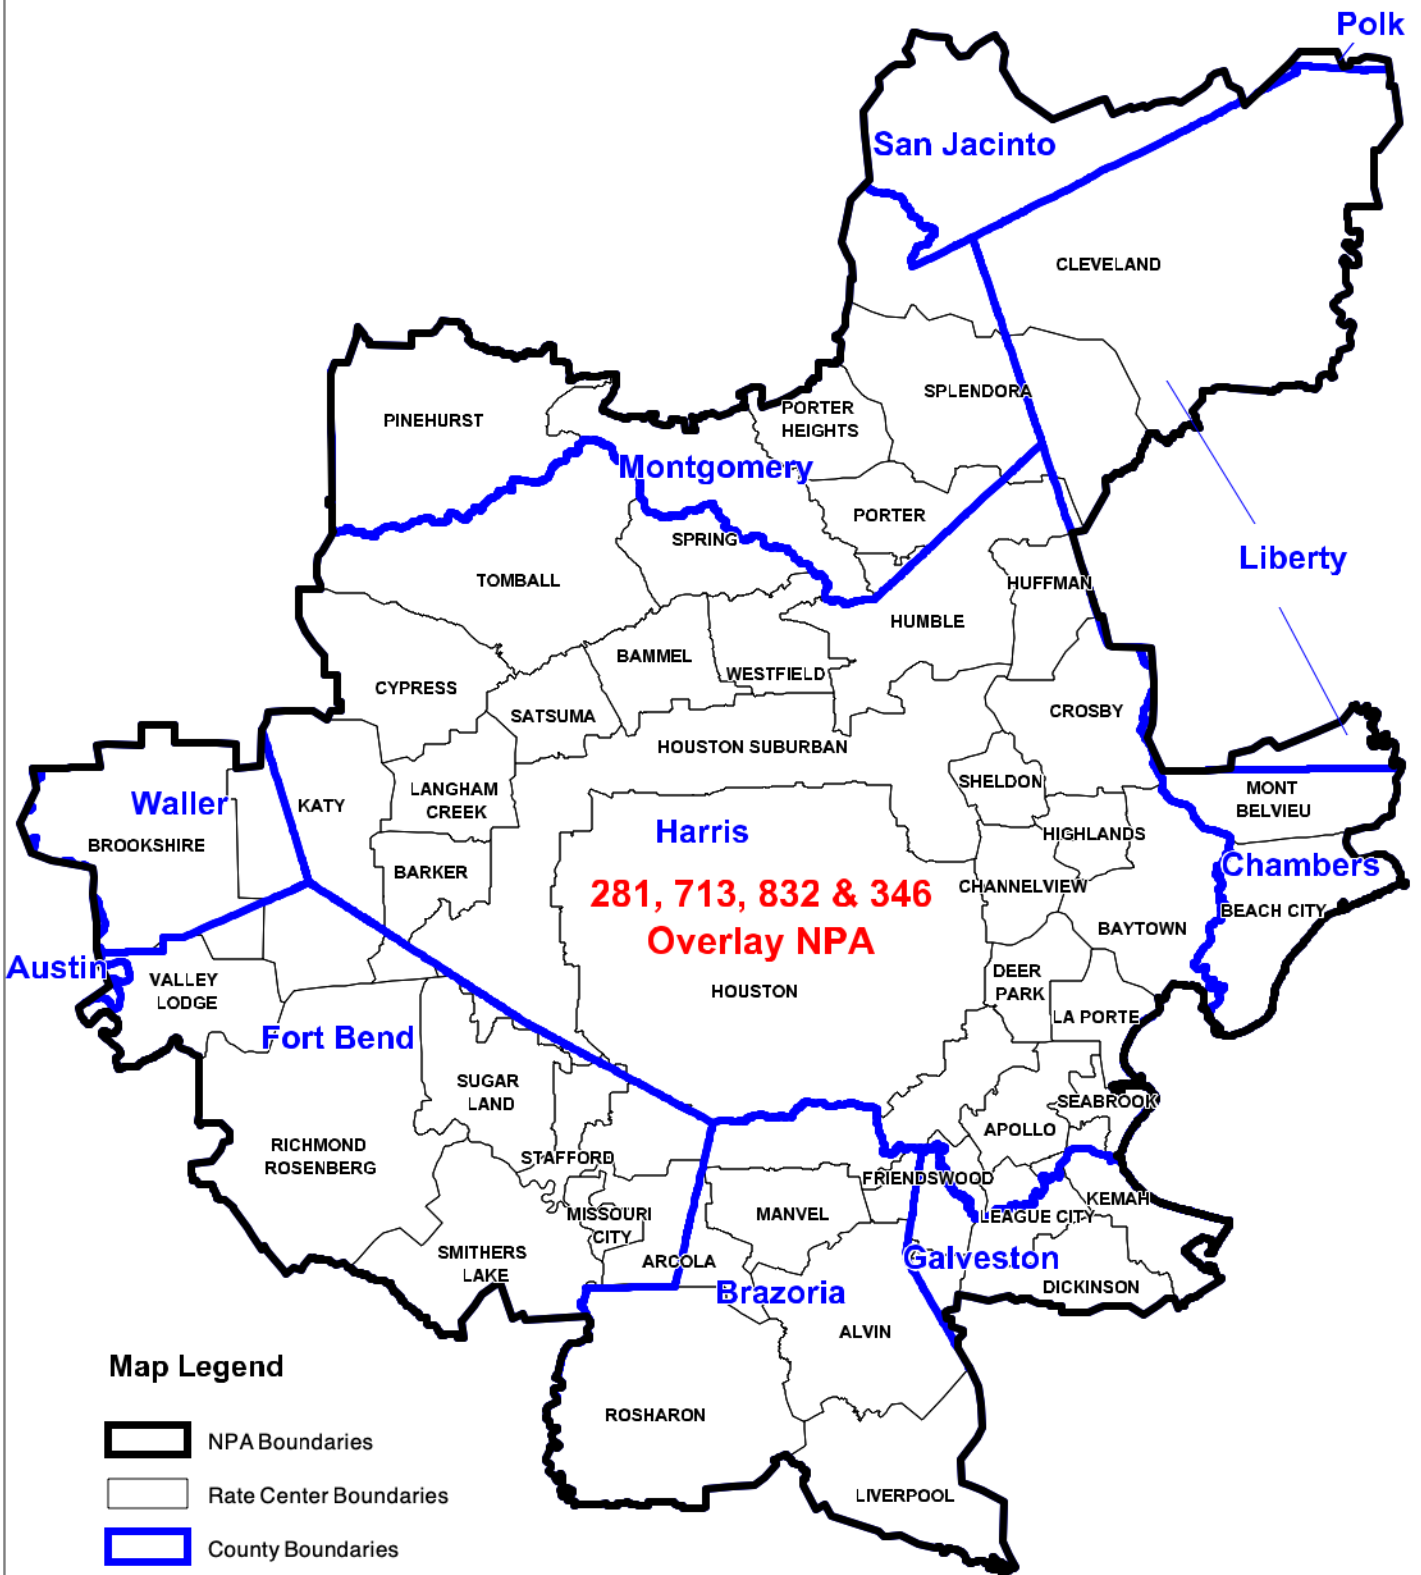 Polk
San Jacinto
CLEVELAND
SPLENDORA
PORTER
HEIGHTS
PINEHURST
Montgomery
PORTER
SPRING
Liberty
TOMBALL
HUFFMAN
HUMBLE
BAMMEL
WESTFIELD
CYPRESS
SATSUMA
CROSBY
HOUSTON SUBURBAN
LANGHAM
CREEK
SHELDON
MONT
BELVIEU
Waller
KATY
BROOKSHIRE
Harris
HIGHLANDS
Chambers
BARKER
281, 713, 832 & 346
Overlay NPA
CHANNELVIEW
BEACH CITY
BAYTOWN
Austin
VALLEY
LODGE
DEER
PARK
HOUSTON
LA PORTE
Fort Bend
SUGAR
LAND
SEABROOK
APOLLO
RICHMOND
ROSENBERG
STAFFORD
FRIENDSWOOD
KEMAH
MISSOURI
CITY
MANVEL
LEAGUE CITY
SMITHERS
LAKE
ARCOLA
Galveston
DICKINSON
Brazoria
ALVIN
ROSHARON
LIVERPOOL
Map Legend
NPA Boundaries
Rate Center Boundaries
County Boundaries